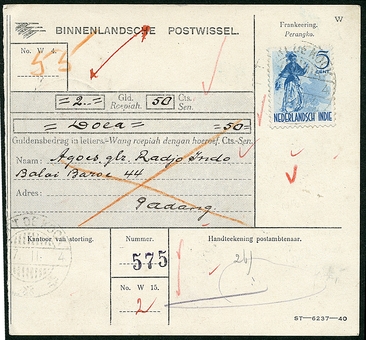 BINNENLANDSCHE POSTWISSEL.
W
Frankeering.
Perangko.
No. W 4.
55
= 2.- = Gld. Roepiah. 50 Cts. Sen.
5 CENT
NEDERLANDSCH INDIE
= Doea = =50=
Guldensbedrag in letters.—Wang roepiah dengan hoeroef. Cts.—Sen.
Naam: Agoes glr. Radjo Indo
Balai Baroe 44
Adres:
Padang.
Kantoor van storting.
Nummer.
Handteekening postambtenaar.
575
No. W 15.
2
ST—6237—40